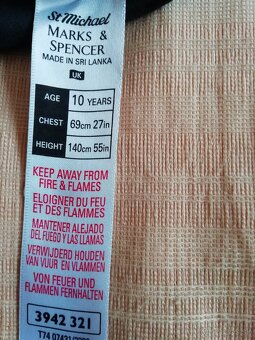 St Michael
MARKS &
SPENCER
MADE IN SRI LANKA
UK
AGE 10 YEARS
CHEST 69cm 27in
HEIGHT 140cm 55in
KEEP AWAY FROM
FIRE & FLAMES
ELOIGNER DU FEU
ET DES FLAMMES
MANTENER ALEJADO
DEL FUEGO Y LAS LLAMAS
VERWIJDERD HOUDEN
VAN VUUR EN VLAMMEN
VON FEUER UND
FLAMMEN FERNHALTEN
3942 321
T74